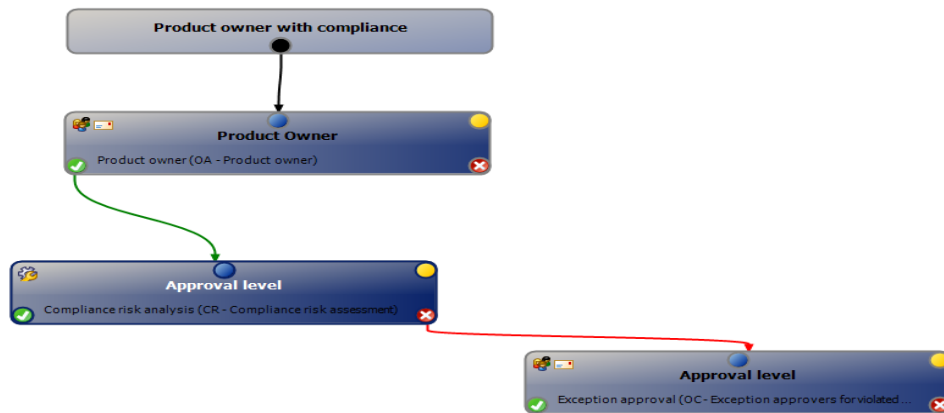 Product owner with compliance
Product Owner
Product owner (OA - Product owner)
Approval level
Compliance risk analysis (CR - Compliance risk assessment)
Approval level
Exception approval (OC - Exception approvers for violated ...